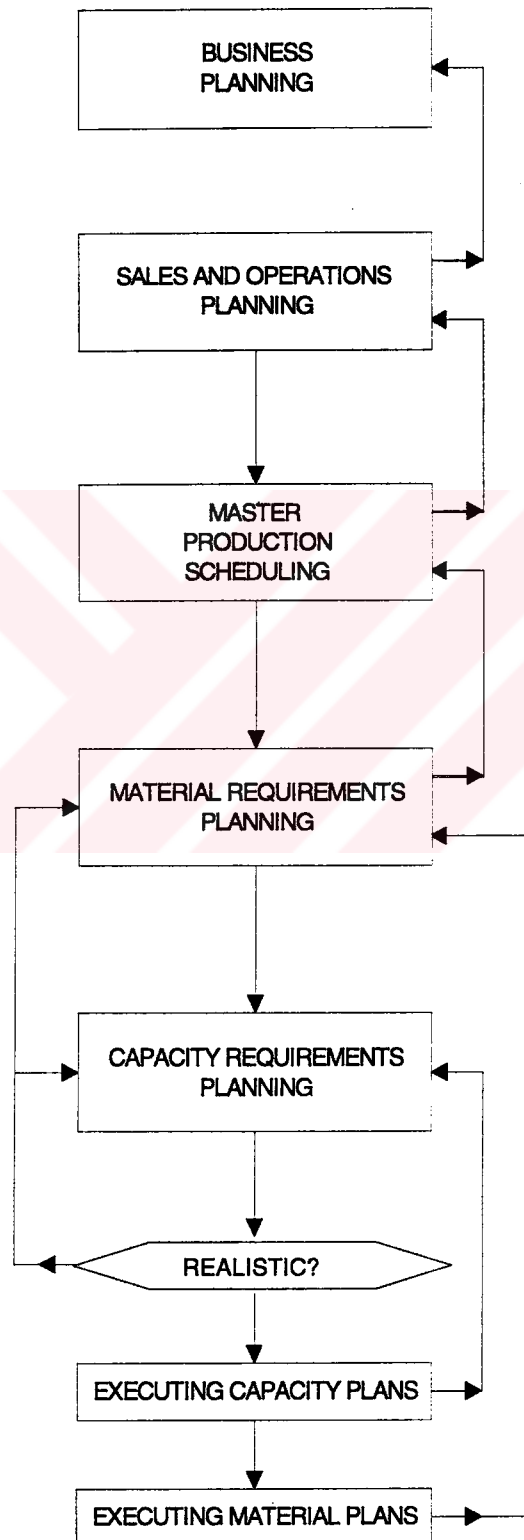 BUSINESS
PLANNING
SALES AND OPERATIONS
PLANNING
MASTER
PRODUCTION
SCHEDULING
MATERIAL REQUIREMENTS
PLANNING
CAPACITY REQUIREMENTS
PLANNING
REALISTIC?
EXECUTING CAPACITY PLANS
EXECUTING MATERIAL PLANS